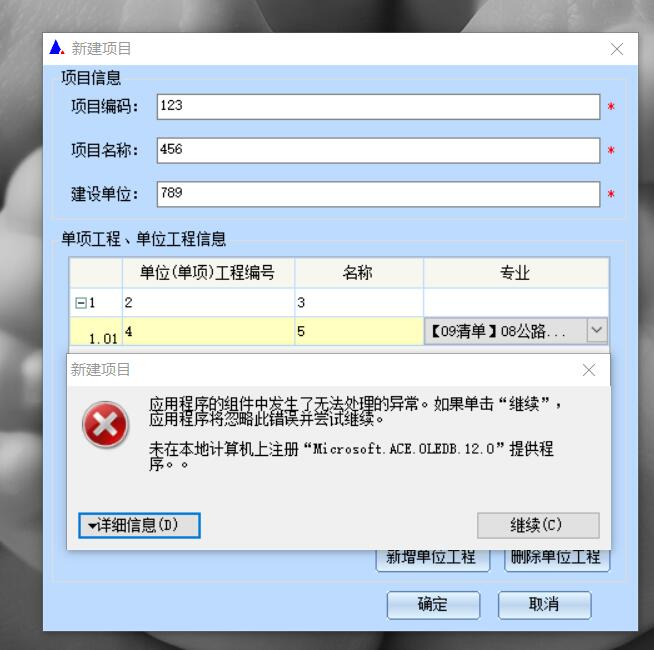 新建项目
项目信息
项目编码： 123 *
项目名称： 456 *
建设单位： 789 *
单项工程、单位工程信息
单位(单项)工程编号 名称 专业
1 2 3
1.01 4 5 【09清单】08公路...
新建项目
应用程序的组件中发生了无法处理的异常。如果单击“继续”，
应用程序将忽略此错误并尝试继续。
未在本地计算机上注册“Microsoft.ACE.OLEDB.12.0”提供程
序。。
详细信息(D) 继续(C)
新增单位工程 删除单位工程
确定 取消